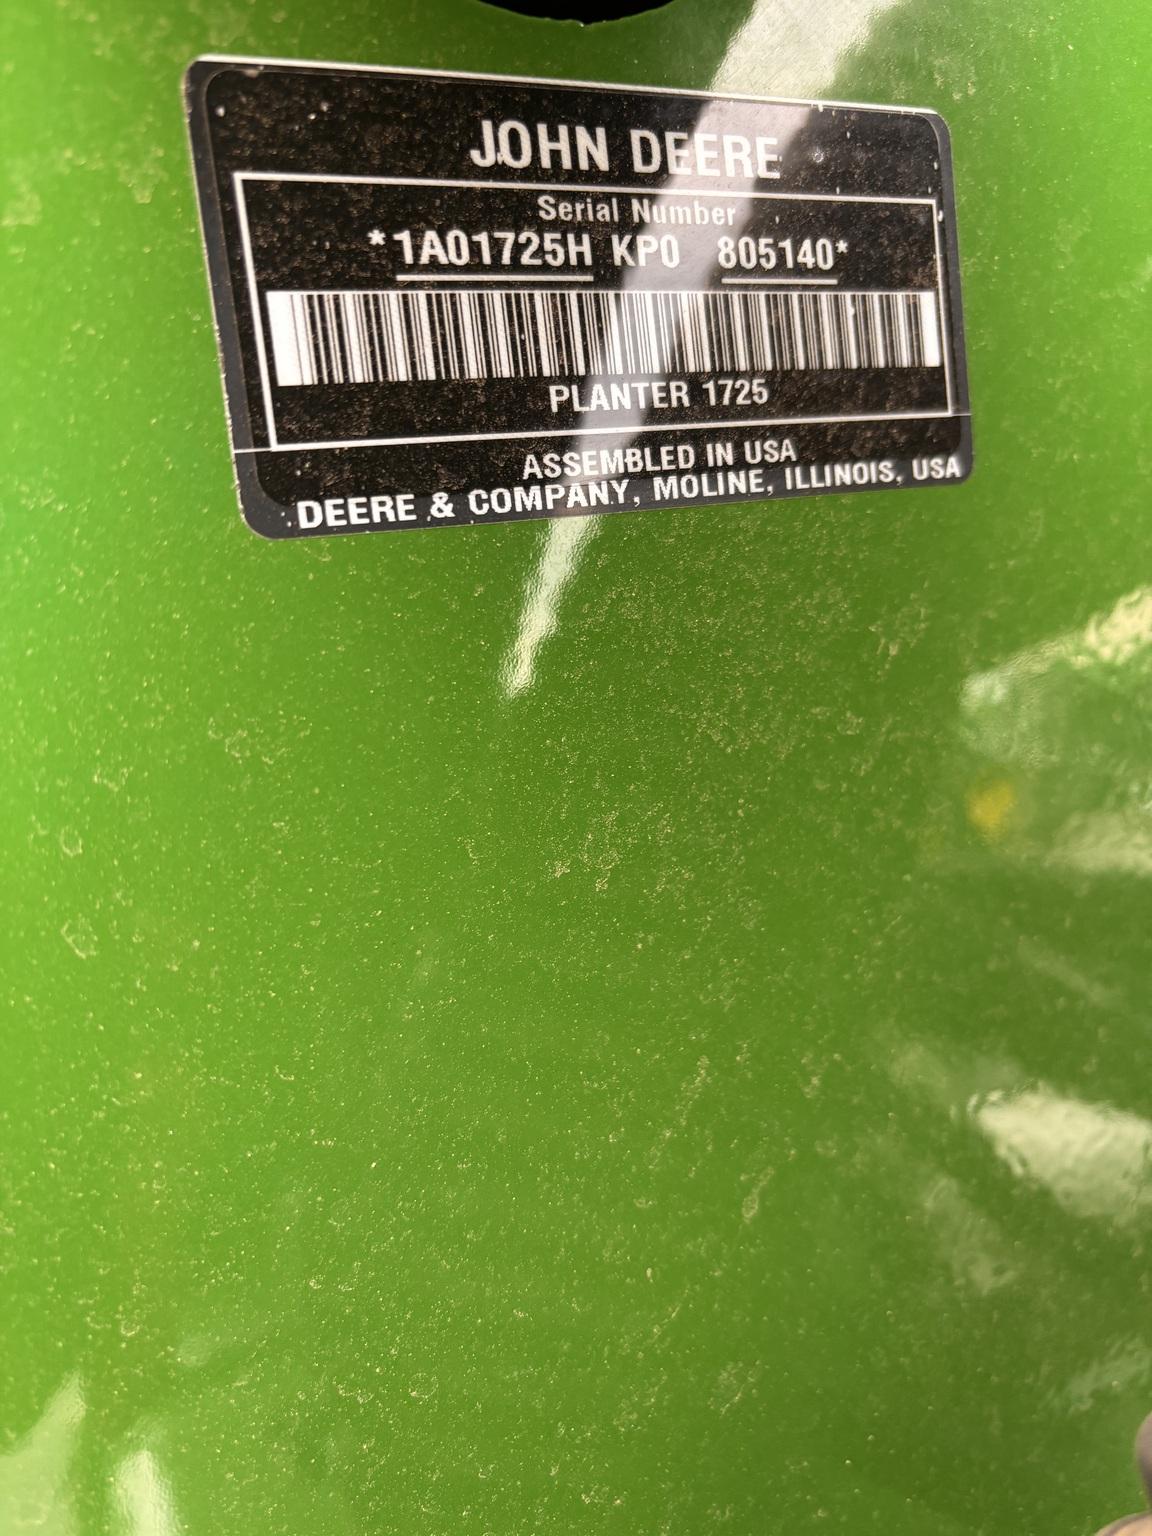 JOHN DEERE
Serial Number
*1A01725H KP0 805140*
PLANTER 1725
ASSEMBLED IN USA
DEERE & COMPANY, MOLINE, ILLINOIS, USA